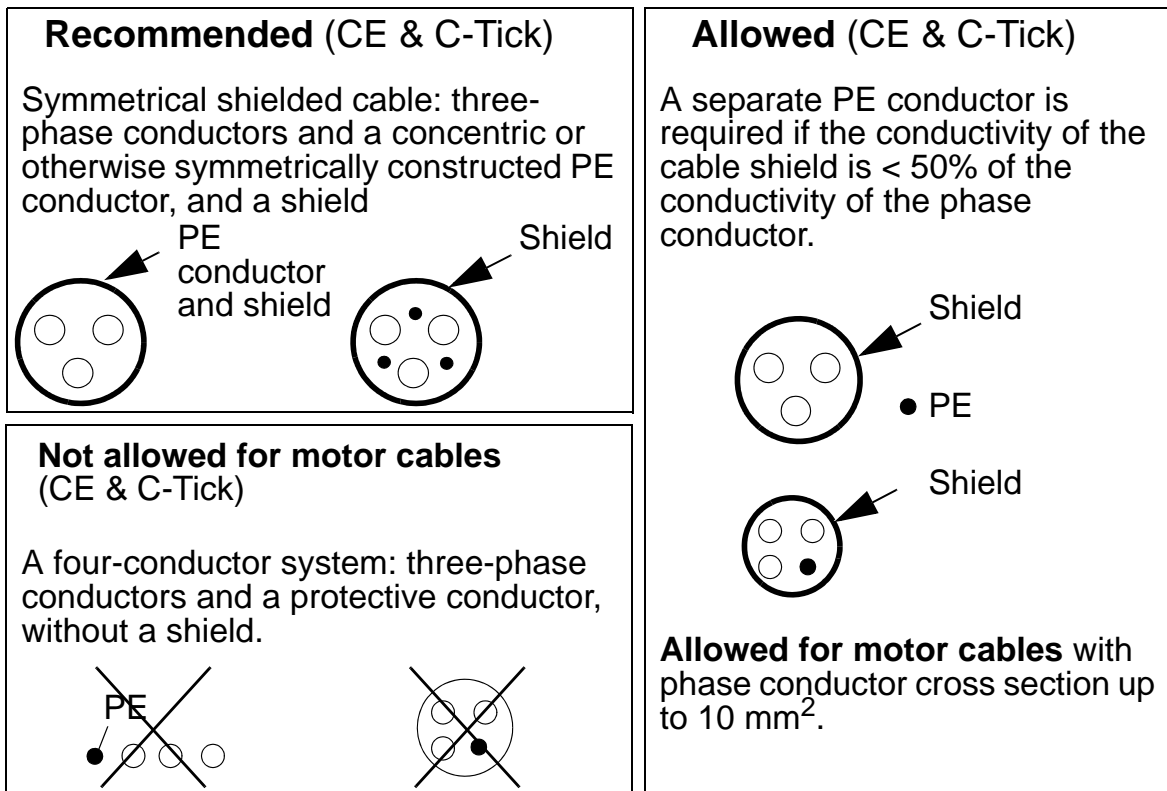 Recommended (CE & C-Tick)
Symmetrical shielded cable: three-
phase conductors and a concentric or
otherwise symmetrically constructed PE
conductor, and a shield
PE
conductor
and shield
Shield
Not allowed for motor cables
(CE & C-Tick)
A four-conductor system: three-phase
conductors and a protective conductor,
without a shield.
PE
Allowed (CE & C-Tick)
A separate PE conductor is
required if the conductivity of the
cable shield is < 50% of the
conductivity of the phase
conductor.
Shield
PE
Shield
Allowed for motor cables with
phase conductor cross section up
to 10 mm².